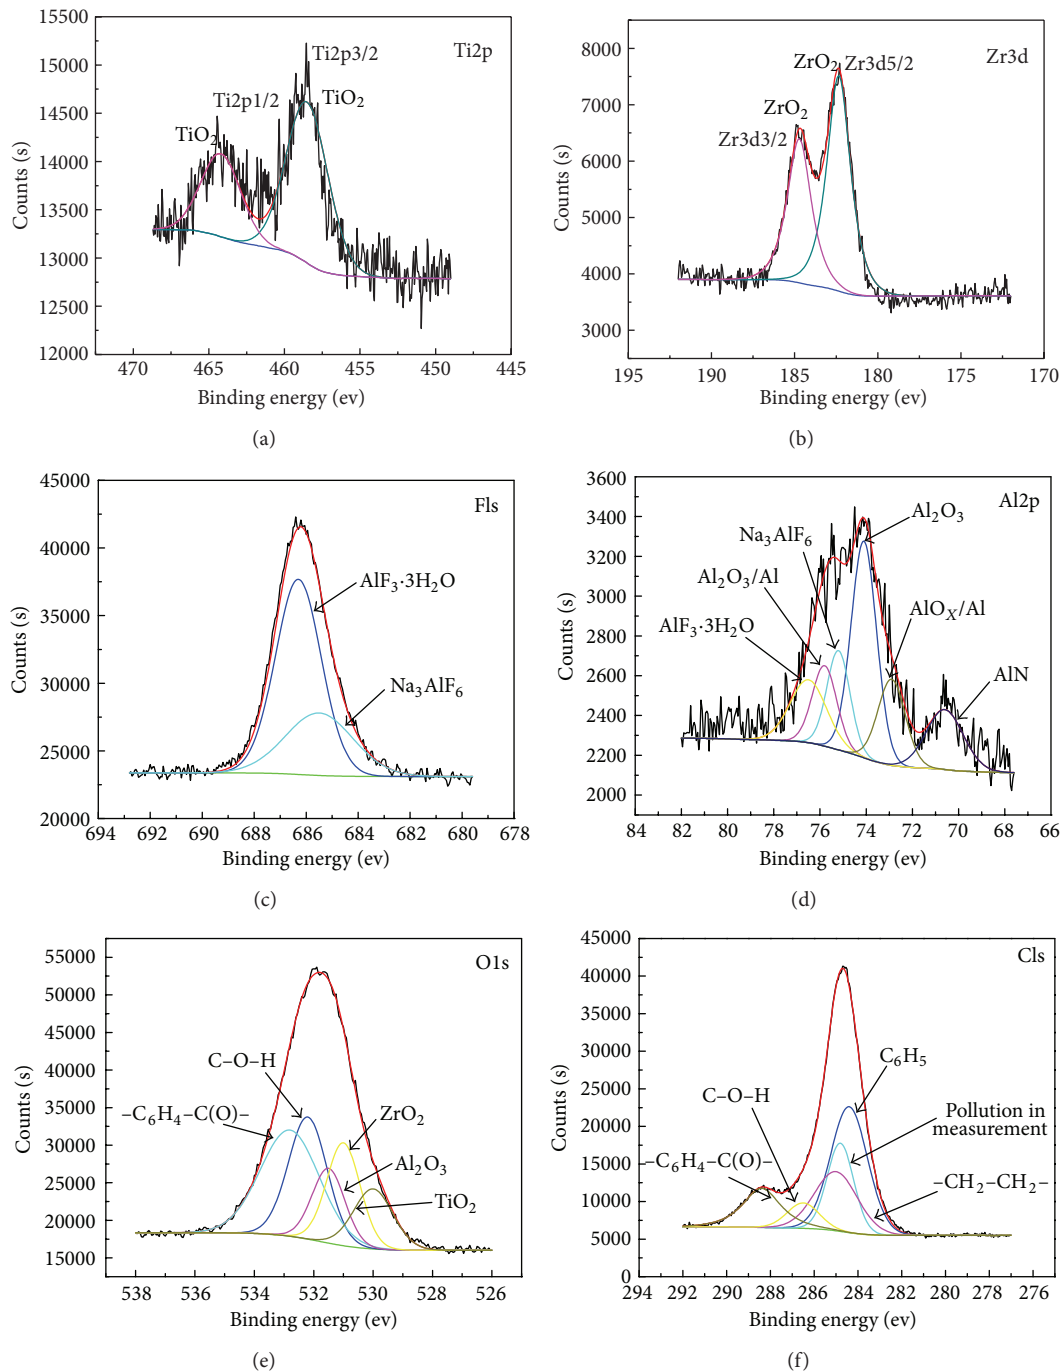 15500
15000
14500
14000
13500
13000
12500
12000
Counts (s)
Ti2p
Ti2p3/2
Ti2p1/2
TiO₂
TiO₂
470 465 460 455 450 445
Binding energy (ev)
(a)
8000
7000
6000
5000
4000
3000
Counts (s)
Zr3d
ZrO₂ Zr3d5/2
ZrO₂
Zr3d3/2
195 190 185 180 175 170
Binding energy (ev)
(b)
45000
40000
35000
30000
25000
20000
Counts (s)
Fls
AlF₃·3H₂O
Na₃AlF₆
694 692 690 688 686 684 682 680 678
Binding energy (ev)
(c)
3600
3400
3200
3000
2800
2600
2400
2200
2000
Counts (s)
Al2p
Al₂O₃
Na₃AlF₆
Al₂O₃/Al
AlOX/Al
AlF₃·3H₂O
AlN
84 82 80 78 76 74 72 70 68 66
Binding energy (ev)
(d)
55000
50000
45000
40000
35000
30000
25000
20000
15000
Counts (s)
O1s
C–O–H
–C₆H₄–C(O)–
ZrO₂
Al₂O₃
TiO₂
538 536 534 532 530 528 526
Binding energy (ev)
(e)
45000
40000
35000
30000
25000
20000
15000
10000
5000
0
Counts (s)
Cls
C₆H₅
C–O–H
Pollution in
measurement
–C₆H₄–C(O)–
–CH₂–CH₂–
294 292 290 288 286 284 282 280 278 276
Binding energy (ev)
(f)